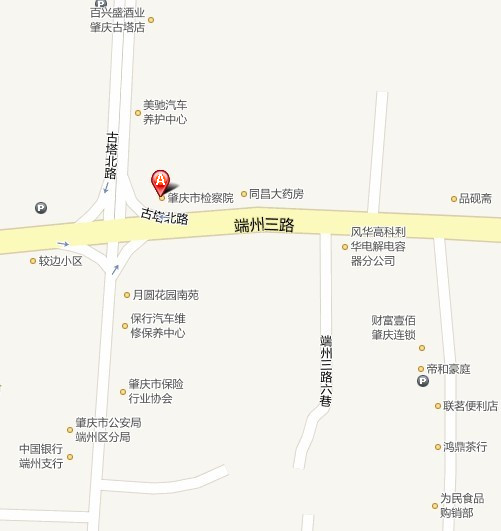 P
百兴盛酒业
肇庆古塔店
美驰汽车
养护中心
古塔北路
A
肇庆市检察院
同昌大药房
品砚斋
P
古塔北路
端州三路
风华高科利
华电解电容
器分公司
较边小区
月圆花园南苑
保行汽车维
修保养中心
财富壹佰
肇庆连锁
端州三路六巷
帝和豪庭
P
肇庆市保险
行业协会
联茗便利店
肇庆市公安局
端州区分局
中国银行
端州支行
鸿鼎茶行
为民食品
购销部